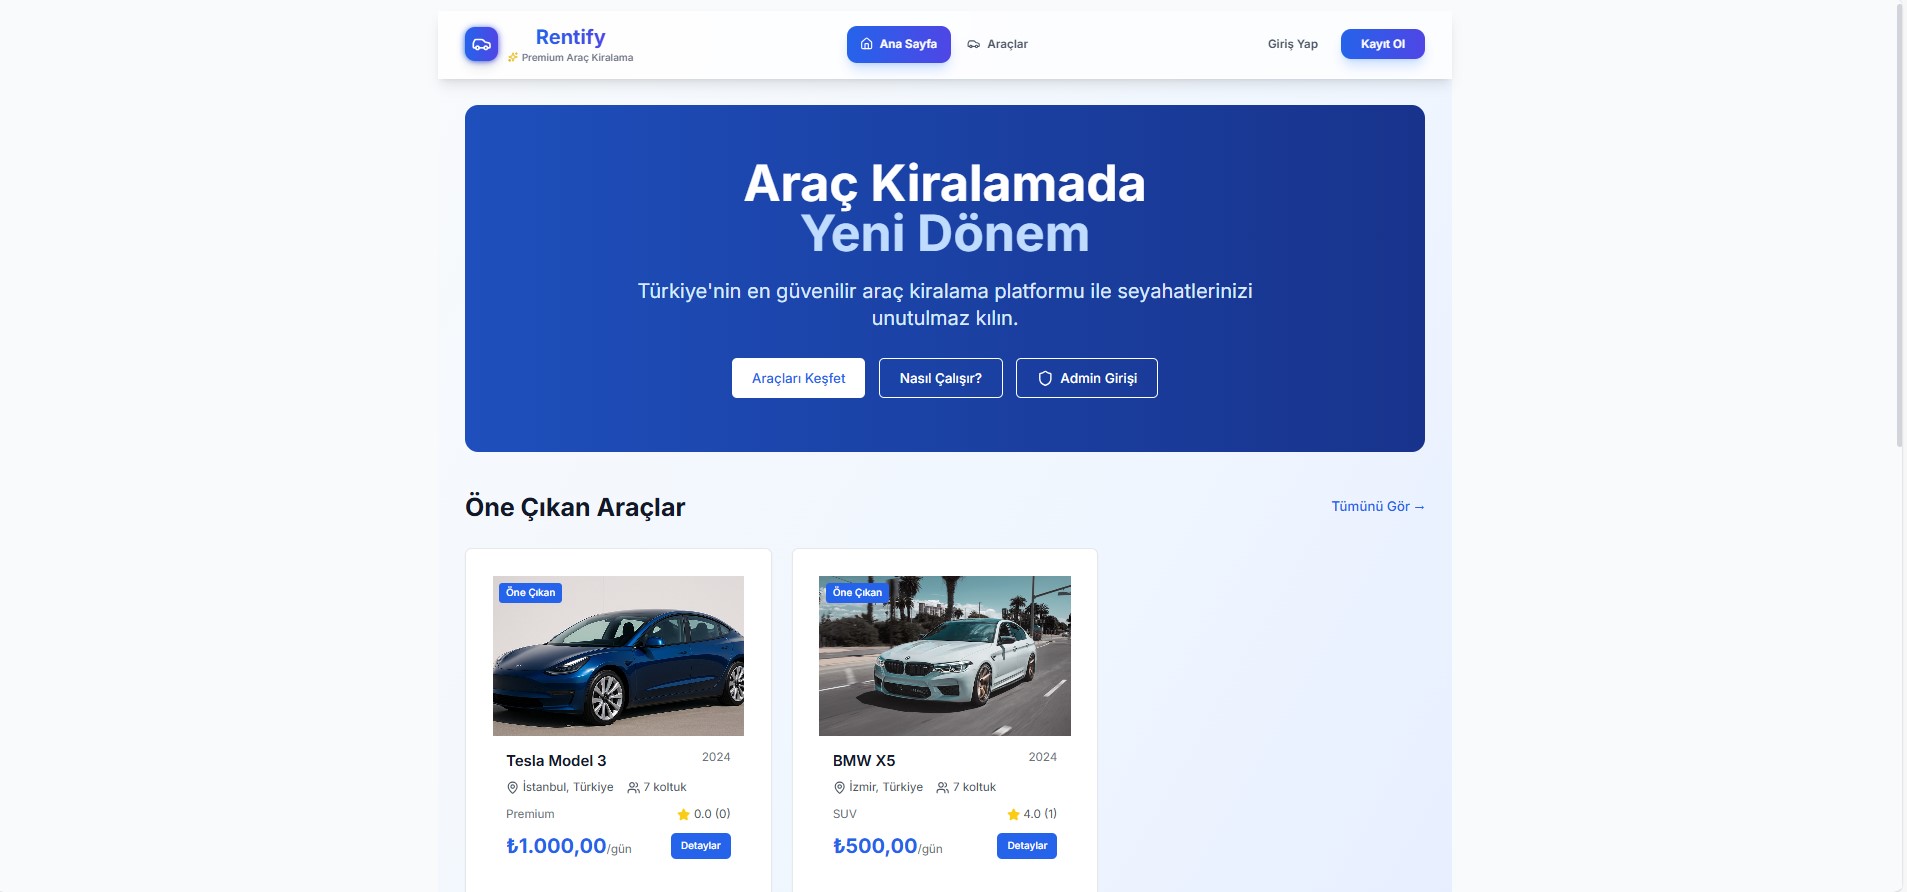 Rentify
Premium Araç Kiralama
Ana Sayfa
Araçlar
Giriş Yap
Kayıt Ol
Araç Kiralamada
Yeni Dönem
Türkiye'nin en güvenilir araç kiralama platformu ile seyahatlerinizi
unutulmaz kılın.
Araçları Keşfet
Nasıl Çalışır?
Admin Girişi
Öne Çıkan Araçlar
Tümünü Gör →
Öne Çıkan
Tesla Model 3
2024
İstanbul, Türkiye
7 koltuk
Premium
0.0 (0)
₺1.000,00/gün
Detaylar
Öne Çıkan
BMW X5
2024
İzmir, Türkiye
7 koltuk
SUV
4.0 (1)
₺500,00/gün
Detaylar